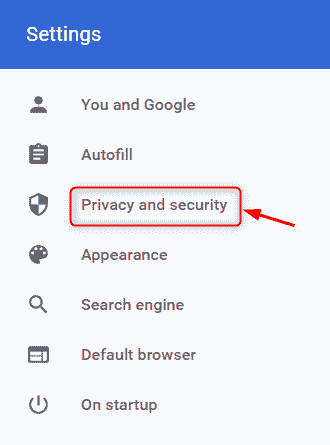 Settings
You and Google
Autofill
Privacy and security
Appearance
Search engine
Default browser
On startup